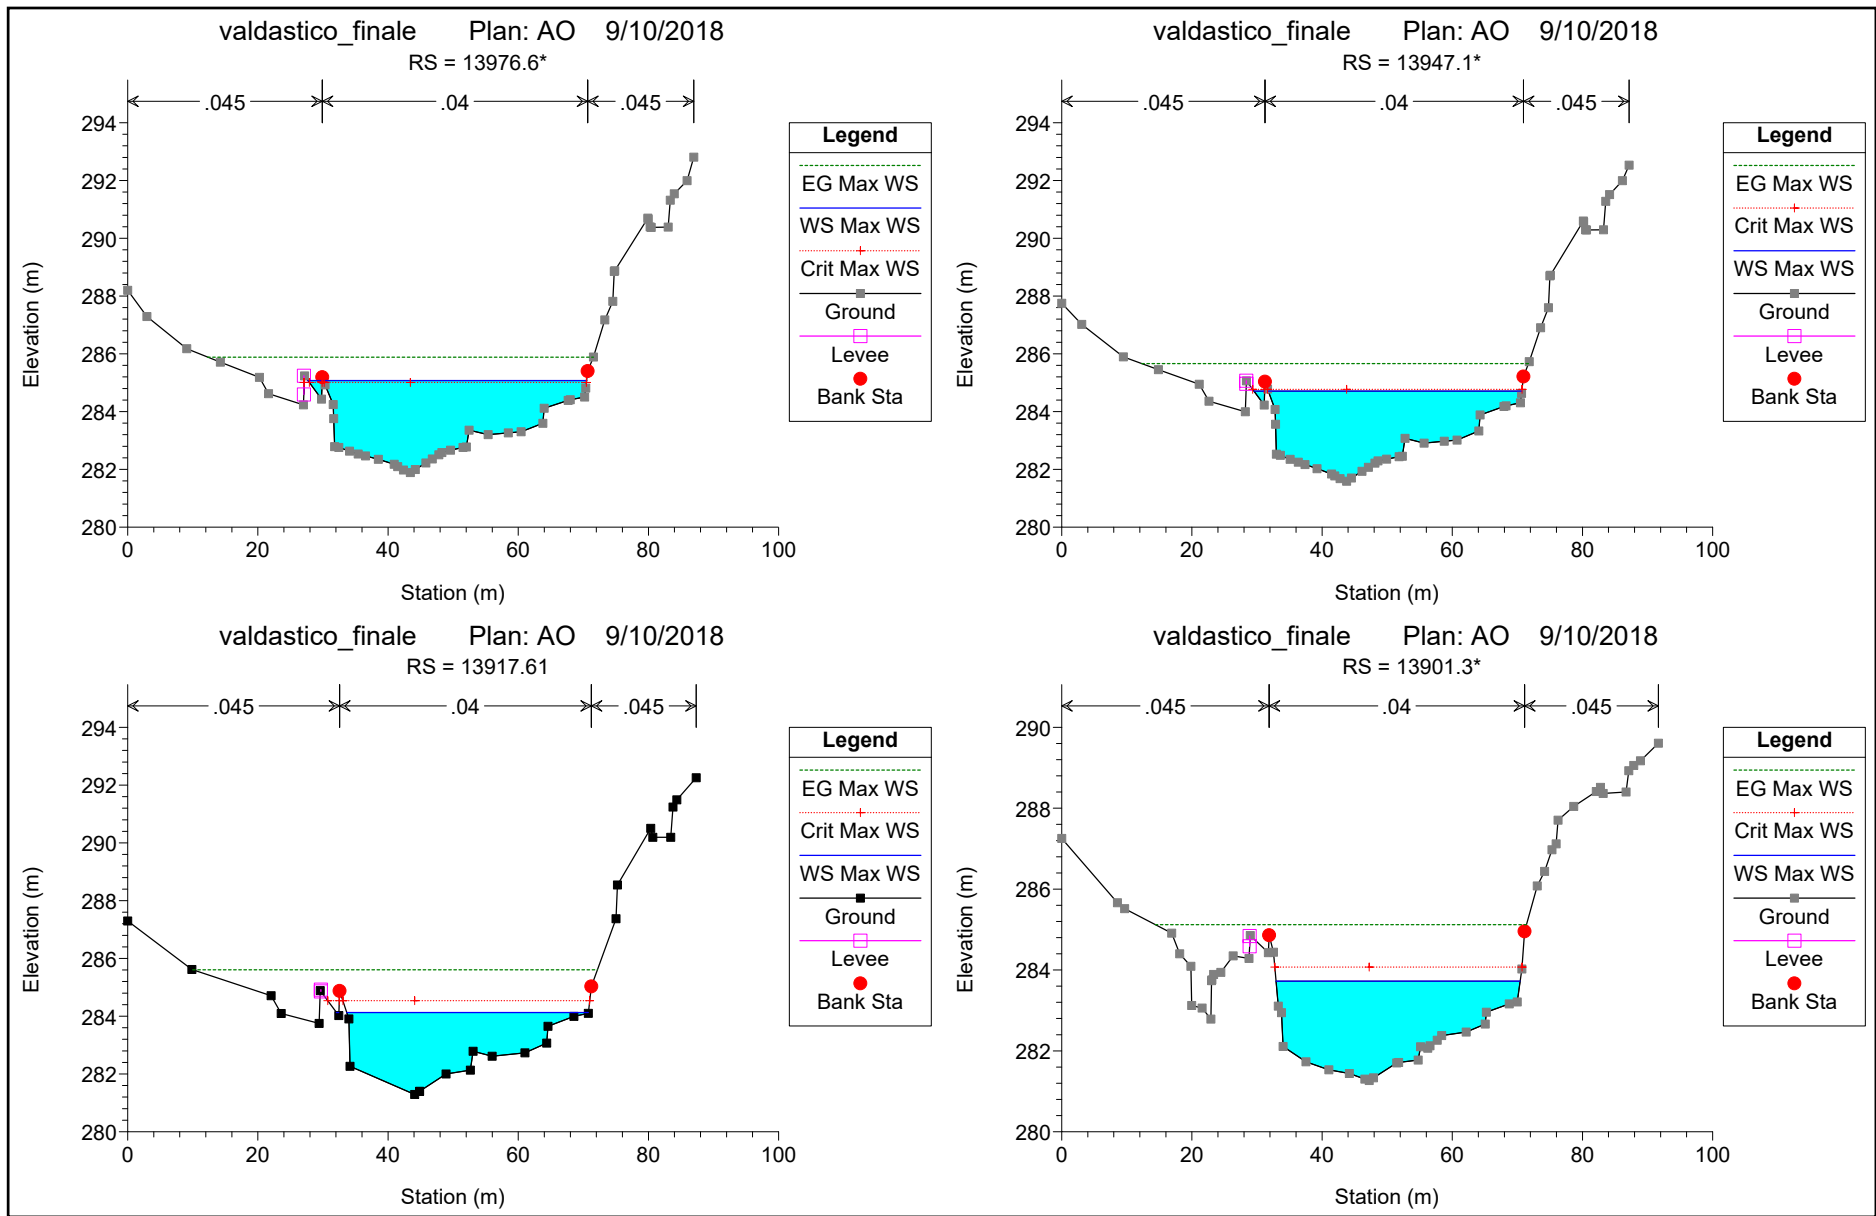 valdastico_finale Plan: AO 9/10/2018
RS = 13976.6*
.045 .04 .045
294
292
290
288
286
284
282
280
0 20 40 60 80 100
Elevation (m)
Station (m)
Legend
EG Max WS
WS Max WS
Crit Max WS
Ground
Levee
Bank Sta
valdastico_finale Plan: AO 9/10/2018
RS = 13947.1*
.045 .04 .045
294
292
290
288
286
284
282
280
0 20 40 60 80 100
Elevation (m)
Station (m)
Legend
EG Max WS
Crit Max WS
WS Max WS
Ground
Levee
Bank Sta
valdastico_finale Plan: AO 9/10/2018
RS = 13917.61
.045 .04 .045
294
292
290
288
286
284
282
280
0 20 40 60 80 100
Elevation (m)
Station (m)
Legend
EG Max WS
Crit Max WS
WS Max WS
Ground
Levee
Bank Sta
valdastico_finale Plan: AO 9/10/2018
RS = 13901.3*
.045 .04 .045
290
288
286
284
282
280
0 20 40 60 80 100
Elevation (m)
Station (m)
Legend
EG Max WS
Crit Max WS
WS Max WS
Ground
Levee
Bank Sta